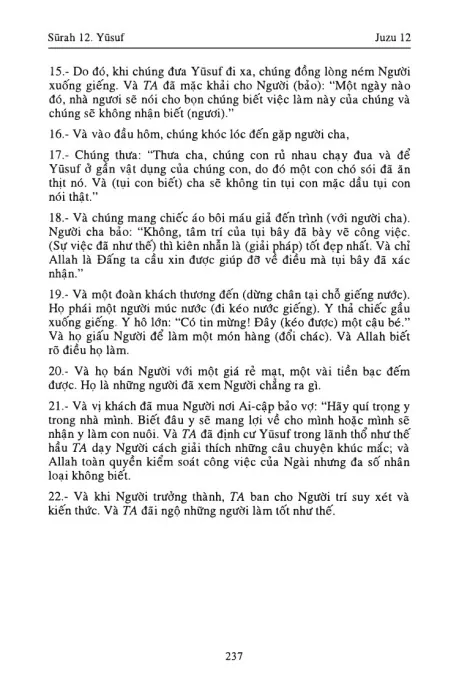 Sūrah 12. Yūsuf Juzu 12
15.- Do đó, khi chúng đưa Yūsuf đi xa, chúng đồng lòng ném Người
xuống giếng. Và TA đã mặc khải cho Người (bảo): “Một ngày nào
đó, nhà ngươi sẽ nói cho bọn chúng biết việc làm này của chúng và
chúng sẽ không nhận biết (ngươi).”
16.- Và vào đầu hôm, chúng khóc lóc đến gặp người cha,
17.- Chúng thưa: “Thưa cha, chúng con rủ nhau chạy đua và để
Yūsuf ở gần vật dụng của chúng con, do đó một con chó sói đã ăn
thịt nó. Và (tụi con biết) cha sẽ không tin tụi con mặc dầu tụi con
nói thật.”
18.- Và chúng mang chiếc áo bôi máu giả đến trình (với người cha).
Người cha bảo: “Không, tâm trí của tụi bây đã bày vẽ công việc.
(Sự việc đã như thế) thì kiên nhẫn là (giải pháp) tốt đẹp nhất. Và chỉ
Allah là Đấng ta cầu xin được giúp đỡ về điều mà tụi bây đã xác
nhận.”
19.- Và một đoàn khách thương đến (dừng chân tại chỗ giếng nước).
Họ phái một người múc nước (đi kéo nước giếng). Y thả chiếc gầu
xuống giếng. Y hô lớn: “Có tin mừng! Đây (kéo được) một cậu bé.”
Và họ giấu Người để làm một món hàng (đổi chác). Và Allah biết
rõ điều họ làm.
20.- Và họ bán Người với một giá rẻ mạt, một vài tiền bạc đếm
được. Họ là những người đã xem Người chẳng ra gì.
21.- Và vị khách đã mua Người nơi Ai-cập bảo vợ: “Hãy quí trọng y
trong nhà mình. Biết đâu y sẽ mang lợi về cho mình hoặc mình sẽ
nhận y làm con nuôi. Và TA đã định cư Yūsuf trong lãnh thổ như thế
hầu TA dạy Người cách giải thích những câu chuyện khúc mắc; và
Allah toàn quyền kiểm soát công việc của Ngài nhưng đa số nhân
loại không biết.
22.- Và khi Người trưởng thành, TA ban cho Người trí suy xét và
kiến thức. Và TA đãi ngộ những người làm tốt như thế.
237